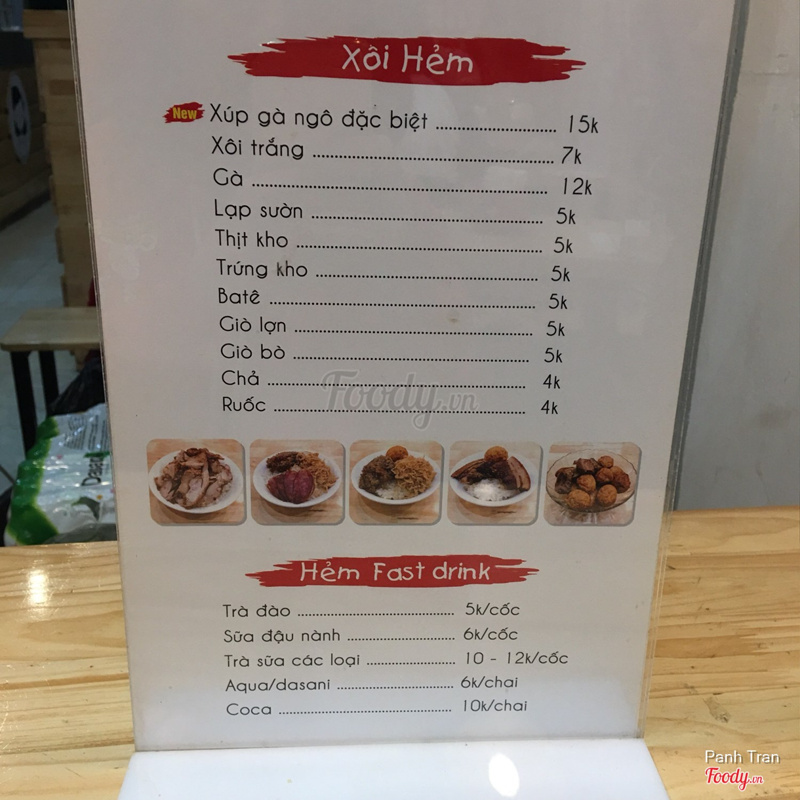 Xôi Hẻm
New Xúp gà ngô đặc biệt ........................ 15k
Xôi trắng ........................ 7k
Gà ........................ 12k
Lạp sườn ........................ 5k
Thịt kho ........................ 5k
Trứng kho ........................ 5k
Batê ........................ 5k
Giò lợn ........................ 5k
Giò bò ........................ 5k
Chả ........................ 4k
Ruốc ........................ 4k
Foody.vn
Hẻm Fast drink
Trà đào ........................ 5k/cốc
Sữa đậu nành ........................ 6k/cốc
Trà sữa các loại ........................ 10 - 12k/cốc
Aqua/dasani ........................ 6k/chai
Coca ........................ 10k/chai
Panh Tran
Foody.vn